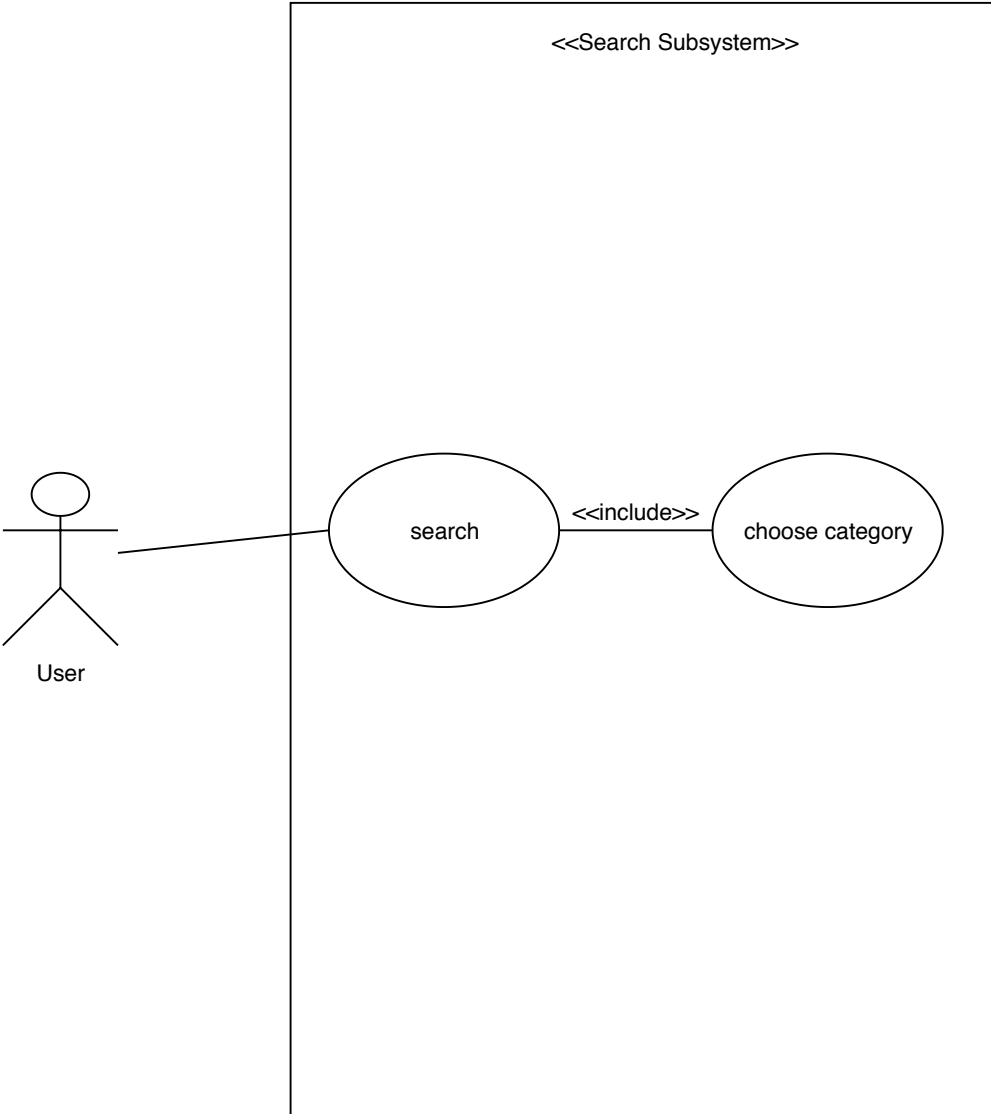 <<Search Subsystem>>
<<include>>
search
choose category
User